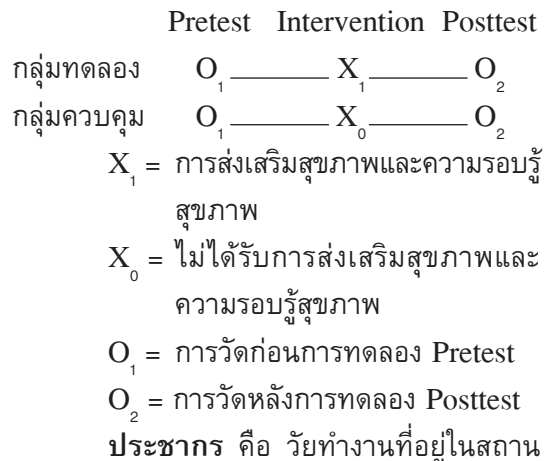 Pretest Intervention Posttest
กลุ่มทดลอง O₁ ———— X₁ ———— O₂
กลุ่มควบคุม O₁ ———— X₀ ———— O₂
X₁ = การส่งเสริมสุขภาพและความรอบรู้
สุขภาพ
X₀ = ไม่ได้รับการส่งเสริมสุขภาพและ
ความรอบรู้สุขภาพ
O₁ = การวัดก่อนการทดลอง Pretest
O₂ = การวัดหลังการทดลอง Posttest
ประชากร คือ วัยทำงานที่อยู่ในสถาน